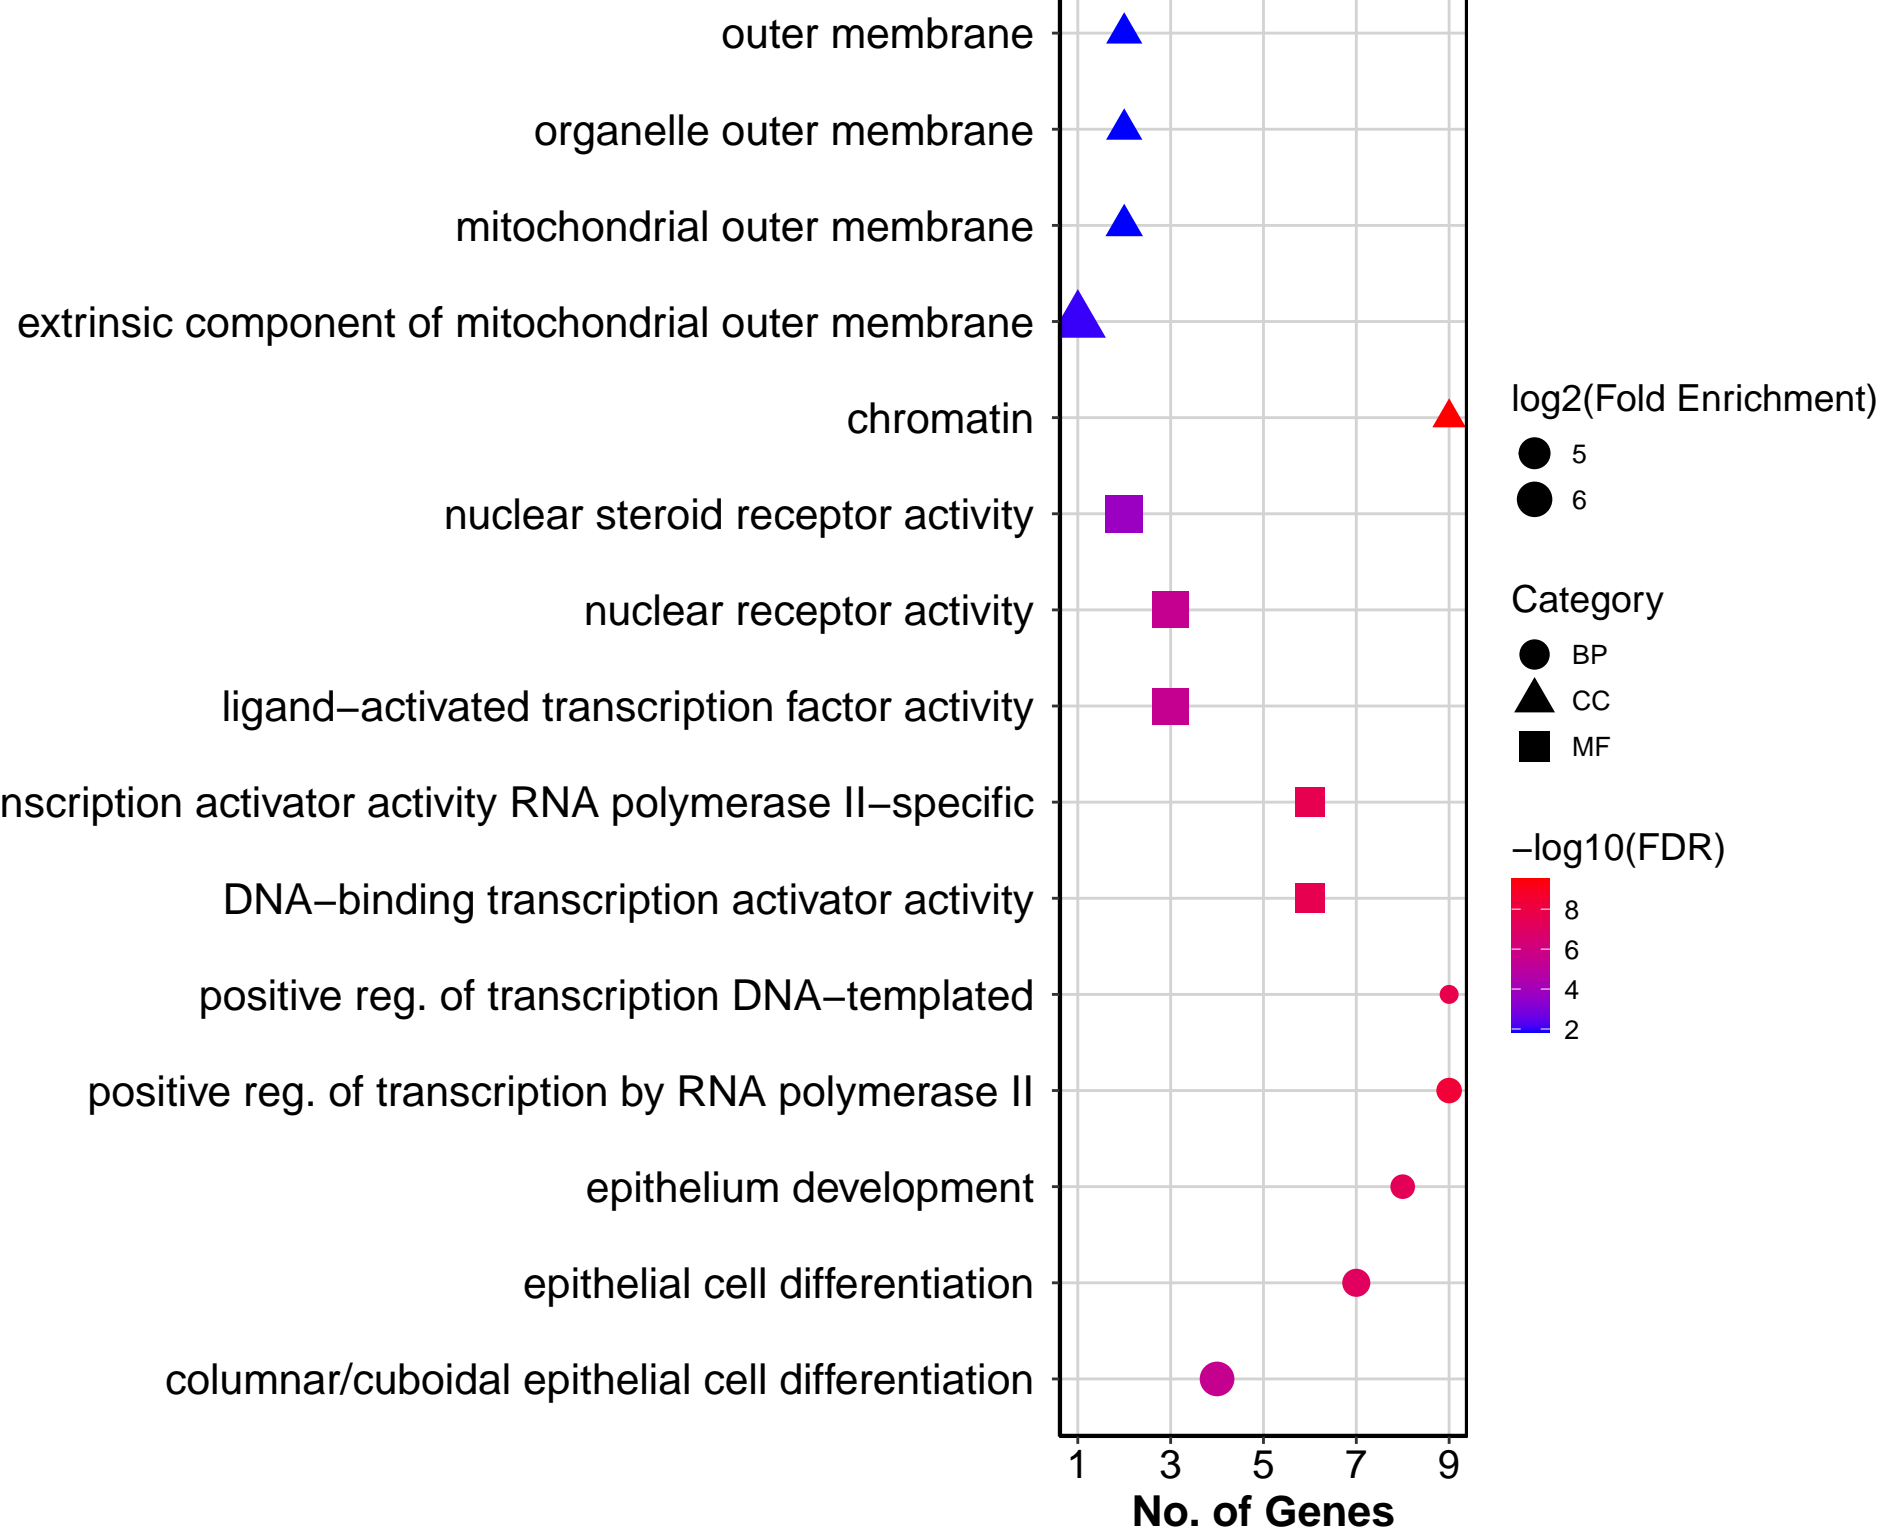 outer membrane
organelle outer membrane
mitochondrial outer membrane
extrinsic component of mitochondrial outer membrane
chromatin
nuclear steroid receptor activity
nuclear receptor activity
ligand−activated transcription factor activity
nscription activator activity RNA polymerase II−specific
DNA−binding transcription activator activity
positive reg. of transcription DNA−templated
positive reg. of transcription by RNA polymerase II
epithelium development
epithelial cell differentiation
columnar/cuboidal epithelial cell differentiation
1 3 5 7 9
No. of Genes
log2(Fold Enrichment)
5
6
Category
BP
CC
MF
−log10(FDR)
8
6
4
2